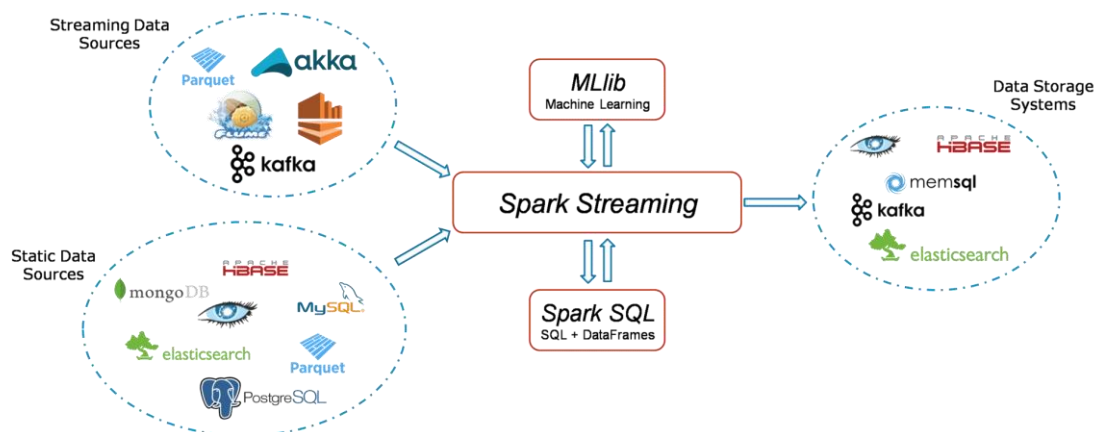 Streaming Data
Sources
Parquet
akka
FLUME
kafka
Static Data
Sources
APACHE
HBASE
mongoDB
MySQL®
elasticsearch
Parquet
PostgreSQL
MLlib
Machine Learning
Spark Streaming
Spark SQL
SQL + DataFrames
Data Storage
Systems
APACHE
HBASE
memsql
kafka
elasticsearch